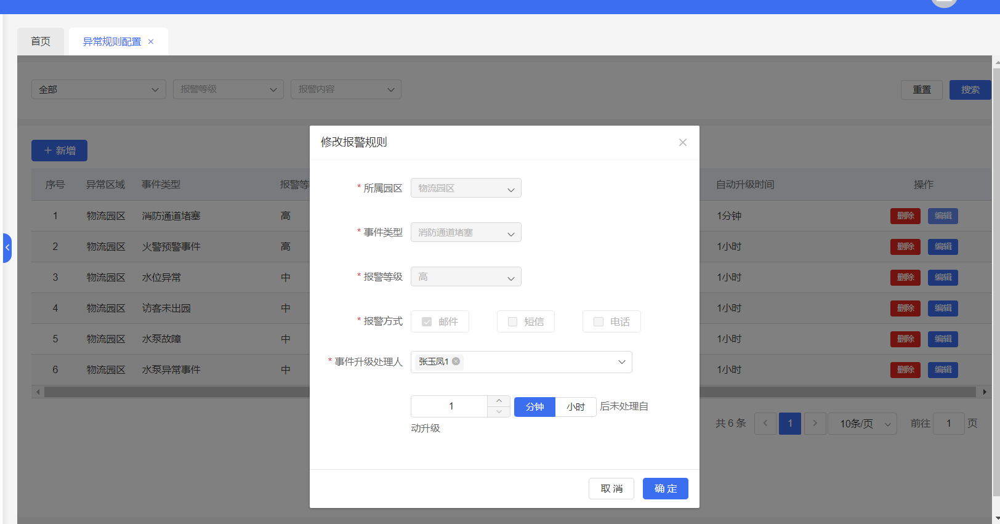 首页 异常规则配置 ×
全部 报警等级 报警内容 重置 搜索
+ 新增
序号 异常区域 事件类型 报警等 自动升级时间 操作
1 物流园区 消防通道堵塞 高 1分钟 删除 编辑
2 物流园区 火警预警事件 高 1小时 删除 编辑
3 物流园区 水位异常 中 1小时 删除 编辑
4 物流园区 访客未出园 中 1小时 删除 编辑
5 物流园区 水泵故障 中 1小时 删除 编辑
6 物流园区 水泵异常事件 中 1小时 删除 编辑
共 6 条 1 10条/页 前往 1 页
修改报警规则
* 所属园区 物流园区
* 事件类型 消防通道堵塞
* 报警等级 高
* 报警方式 邮件 短信 电话
* 事件升级处理人 张玉凤1
1 分钟 小时 后未处理自
动升级
取 消 确 定